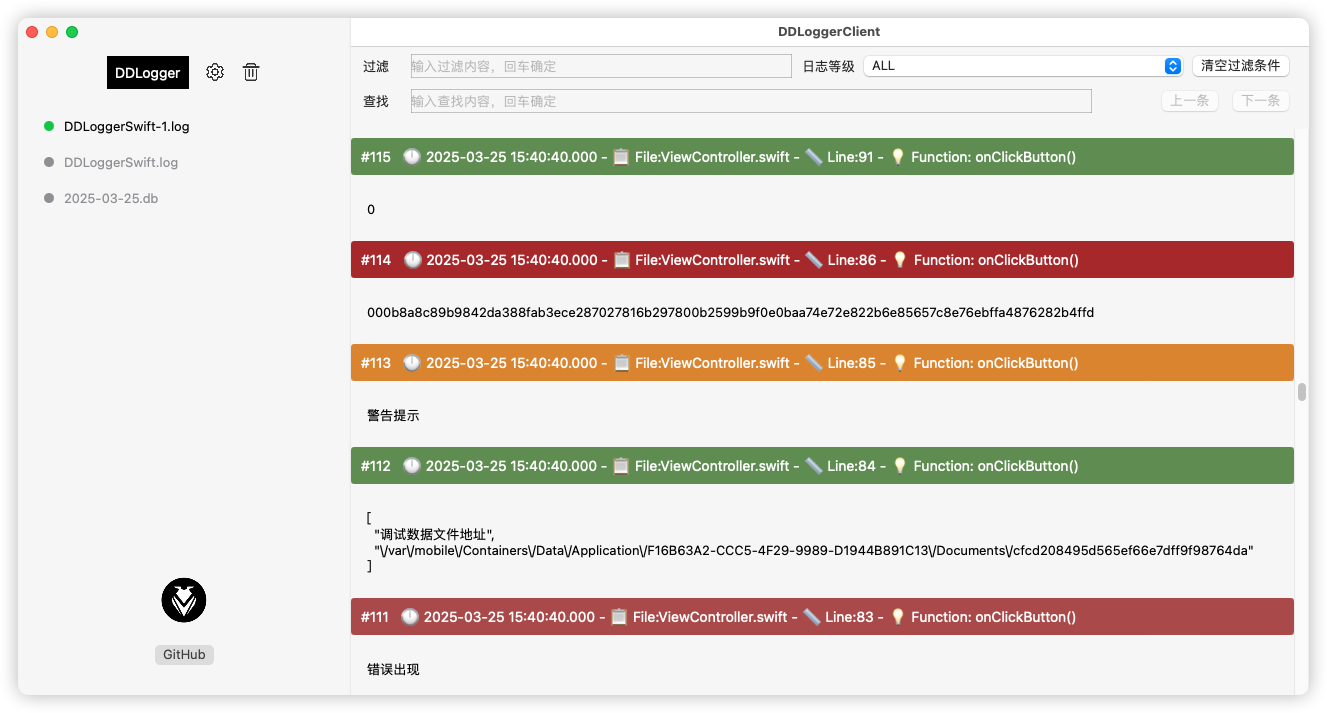 DDLoggerClient
DDLogger
DDLoggerSwift-1.log
DDLoggerSwift.log
2025-03-25.db
GitHub
过滤 输入过滤内容，回车确定 日志等级 ALL 清空过滤条件
查找 输入查找内容，回车确定 上一条 下一条
#115 2025-03-25 15:40:40.000 - File:ViewController.swift - Line:91 - Function: onClickButton()
0
#114 2025-03-25 15:40:40.000 - File:ViewController.swift - Line:86 - Function: onClickButton()
000b8a8c89b9842da388fab3ece287027816b297800b2599b9f0e0baa74e72e822b6e85657c8e76ebffa4876282b4ffd
#113 2025-03-25 15:40:40.000 - File:ViewController.swift - Line:85 - Function: onClickButton()
警告提示
#112 2025-03-25 15:40:40.000 - File:ViewController.swift - Line:84 - Function: onClickButton()
[
"调试数据文件地址",
"\/var\/mobile\/Containers\/Data\/Application\/F16B63A2-CCC5-4F29-9989-D1944B891C13\/Documents\/cfcd208495d565ef66e7dff9f98764da"
]
#111 2025-03-25 15:40:40.000 - File:ViewController.swift - Line:83 - Function: onClickButton()
错误出现